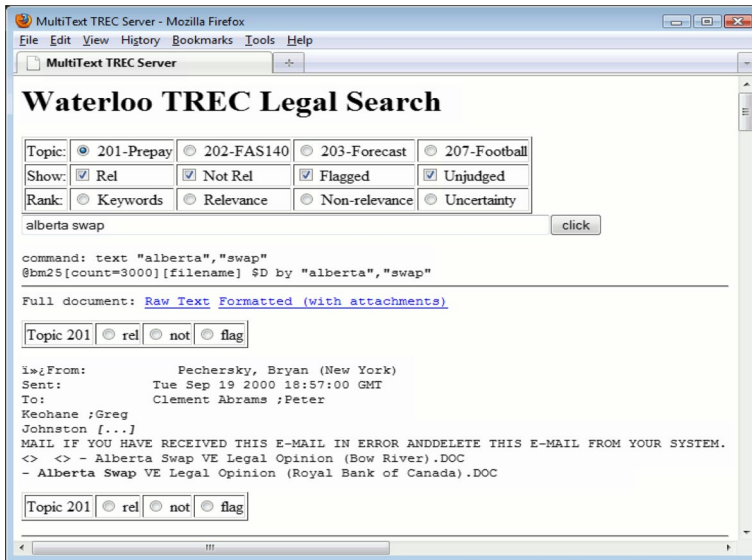 MultiText TREC Server - Mozilla Firefox
File Edit View History Bookmarks Tools Help
MultiText TREC Server
Waterloo TREC Legal Search
Topic: 201-Prepay 202-FAS140 203-Forecast 207-Football
Show: Rel Not Rel Flagged Unjudged
Rank: Keywords Relevance Non-relevance Uncertainty
alberta swap click
command: text "alberta","swap"
@bm25[count=3000][filename] $D by "alberta","swap"
Full document: Raw Text Formatted (with attachments)
Topic 201 rel not flag
ï»¿From: Pechersky, Bryan (New York)
Sent: Tue Sep 19 2000 18:57:00 GMT
To: Clement Abrams ;Peter
Keohane ;Greg
Johnston [...]
MAIL IF YOU HAVE RECEIVED THIS E-MAIL IN ERROR ANDDELETE THIS E-MAIL FROM YOUR SYSTEM.
<> <> - Alberta Swap VE Legal Opinion (Bow River).DOC
- Alberta Swap VE Legal Opinion (Royal Bank of Canada).DOC
Topic 201 rel not flag